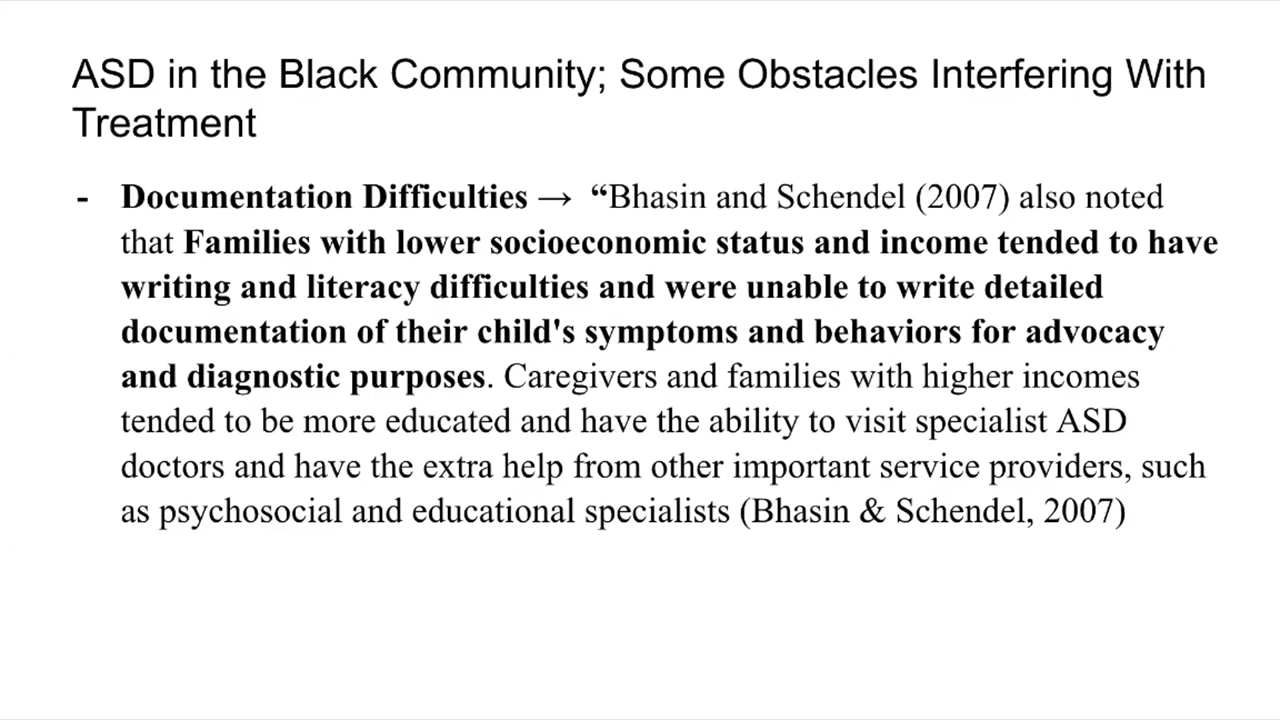 ASD in the Black Community; Some Obstacles Interfering With
Treatment
- Documentation Difficulties → “Bhasin and Schendel (2007) also noted
that Families with lower socioeconomic status and income tended to have
writing and literacy difficulties and were unable to write detailed
documentation of their child's symptoms and behaviors for advocacy
and diagnostic purposes. Caregivers and families with higher incomes
tended to be more educated and have the ability to visit specialist ASD
doctors and have the extra help from other important service providers, such
as psychosocial and educational specialists (Bhasin & Schendel, 2007)